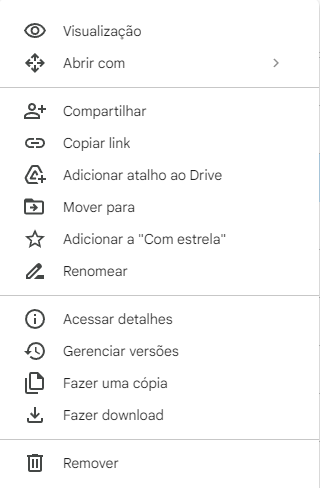 Visualização
Abrir com
Compartilhar
Copiar link
Adicionar atalho ao Drive
Mover para
Adicionar a "Com estrela"
Renomear
Acessar detalhes
Gerenciar versões
Fazer uma cópia
Fazer download
Remover